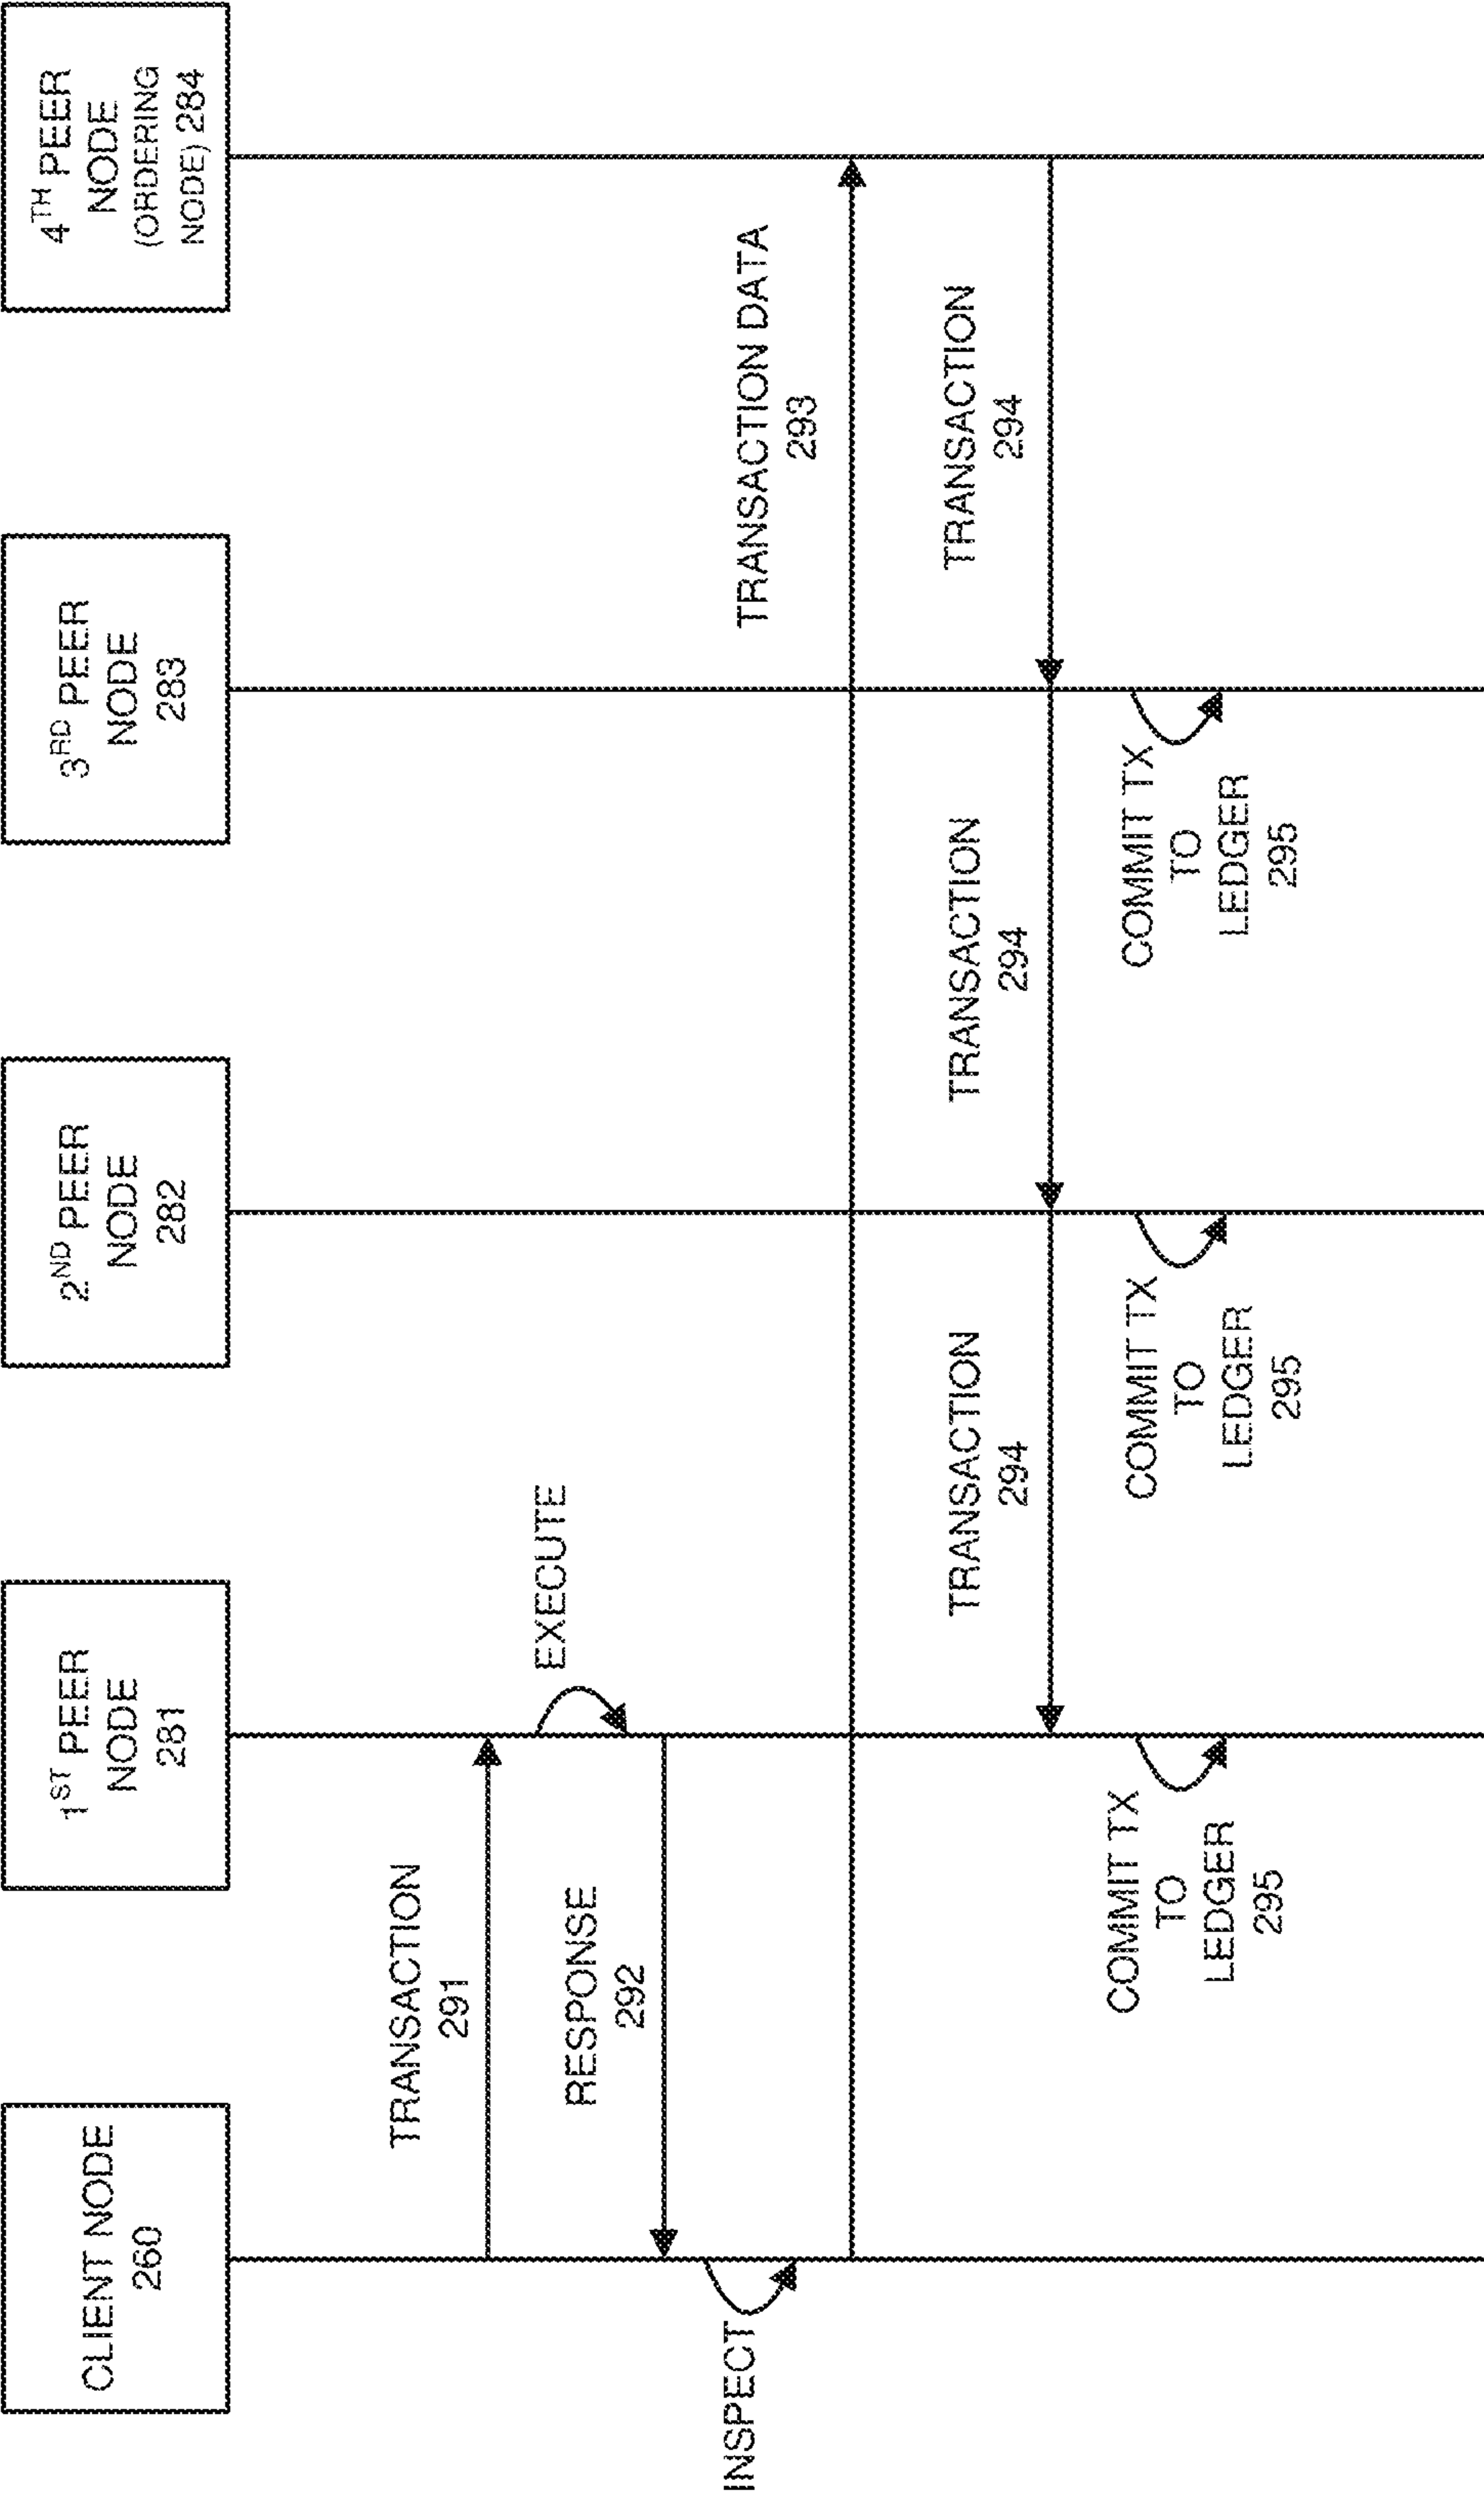 CLIENT NODE
260
1ST PEER
NODE
281
2ND PEER
NODE
282
3RD PEER
NODE
283
4TH PEER
NODE
(ORDERING
NODE) 284
TRANSACTION
291
EXECUTE
RESPONSE
292
INSPECT
TRANSACTION DATA
293
TRANSACTION
294
TRANSACTION
294
TRANSACTION
294
COMMIT TX
TO
LEDGER
295
COMMIT TX
TO
LEDGER
295
COMMIT TX
TO
LEDGER
295